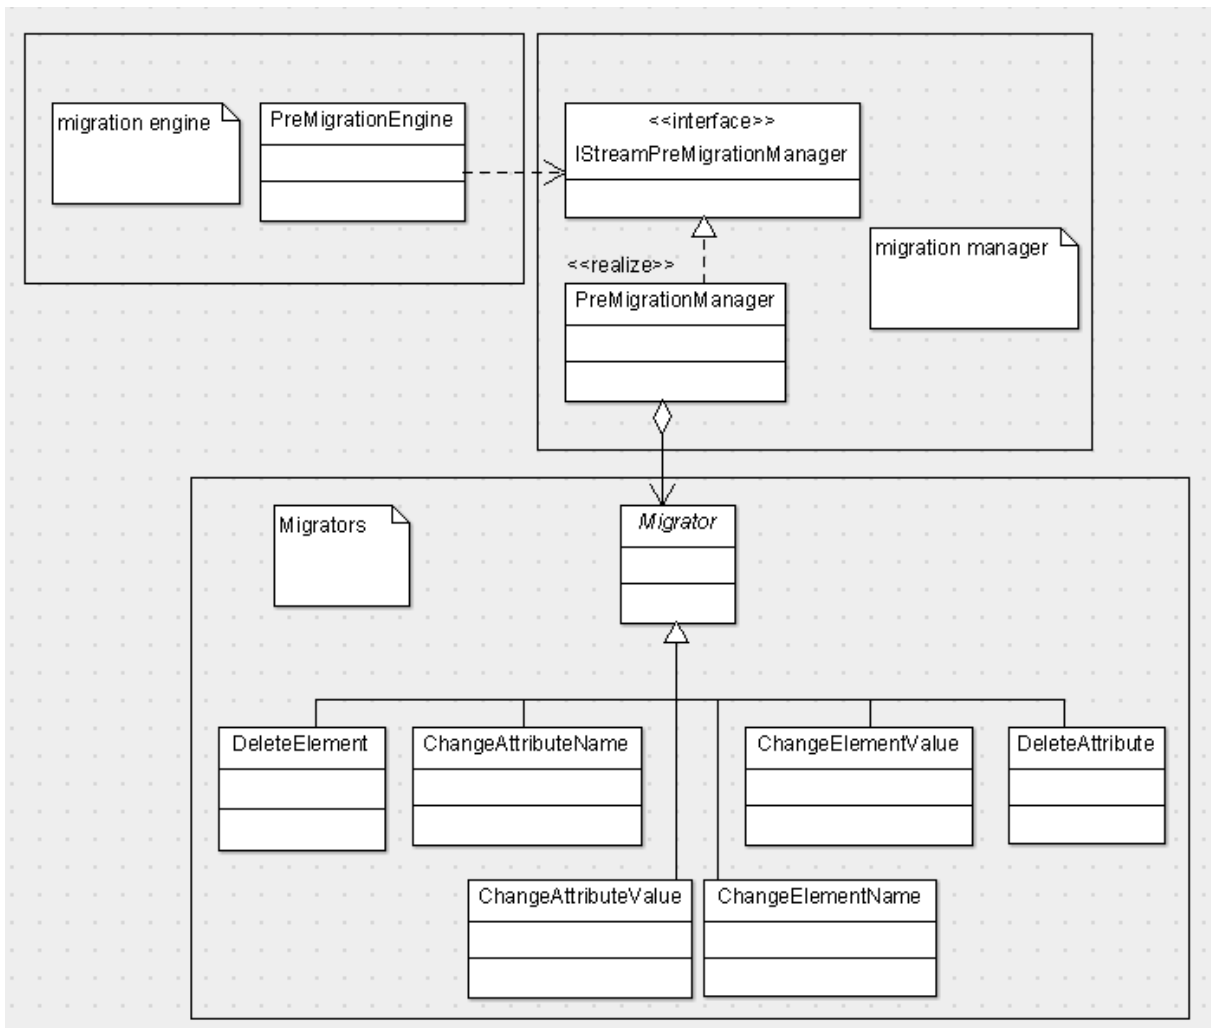 migration engine
PreMigrationEngine
<<interface>>
IStreamPreMigrationManager
migration manager
<<realize>>
PreMigrationManager
Migrators
Migrator
DeleteElement
ChangeAttributeName
ChangeElementValue
DeleteAttribute
ChangeAttributeValue
ChangeElementName